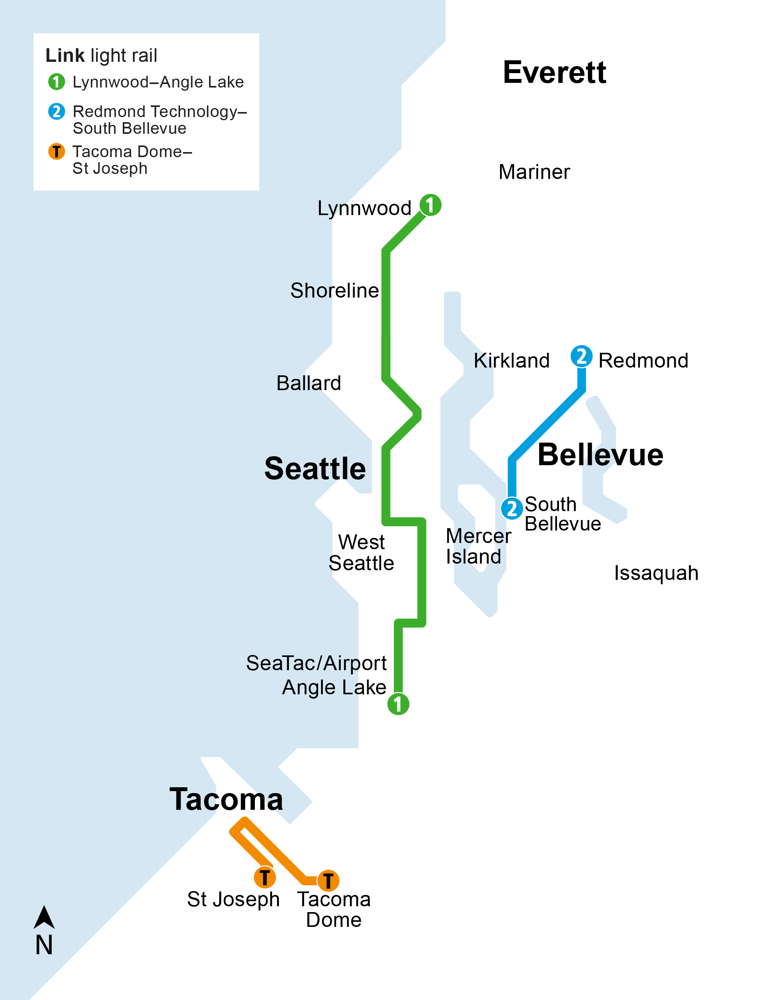 Link light rail
1 Lynnwood–Angle Lake
2 Redmond Technology–
South Bellevue
T Tacoma Dome–
St Joseph
Everett
Mariner
Lynnwood 1
Shoreline
Kirkland 2 Redmond
Ballard
Bellevue
Seattle
2 South
Bellevue
Mercer
Island
West
Seattle
Issaquah
SeaTac/Airport
Angle Lake
1
Tacoma
T
St Joseph
T
Tacoma
Dome
N